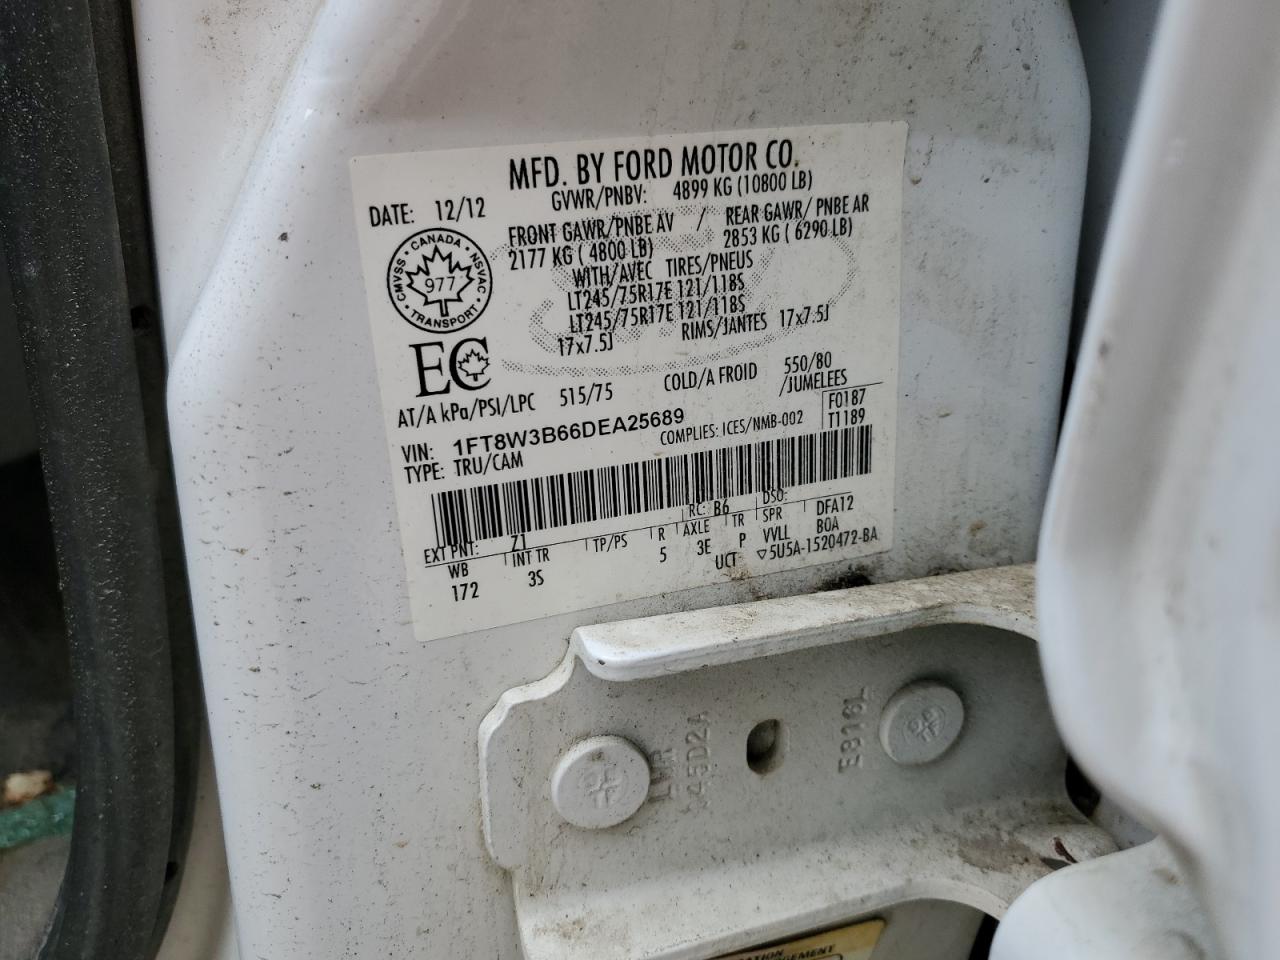 MFD. BY FORD MOTOR CO.
DATE: 12/12 GVWR/PNBV: 4899 KG (10800 LB)
FRONT GAWR/PNBE AV / REAR GAWR/ PNBE AR
2177 KG ( 4800 LB) 2853 KG ( 6290 LB)
WITH/AVEC TIRES/PNEUS
LT245/75R17E 121/118S
LT245/75R17E 121/118S
17x7.5J RIMS/JANTES 17x7.5J
CANADA
CMVSS · NSVAC
977
TRANSPORT
EC
AT/A kPa/PSI/LPC 515/75 COLD/A FROID 550/80
/JUMELEES
VIN: 1FT8W3B66DEA25689 F0187
TYPE: TRU/CAM COMPLIES: ICES/NMB-002 T1189
EXT PNT: Z1 RC: B6 DSO:
WB INT TR TP/PS R AXLE TR SPR DFA12
172 3S 5 3E P VVLL BOA
UCT ▽5U5A-1520472-BA
E816L